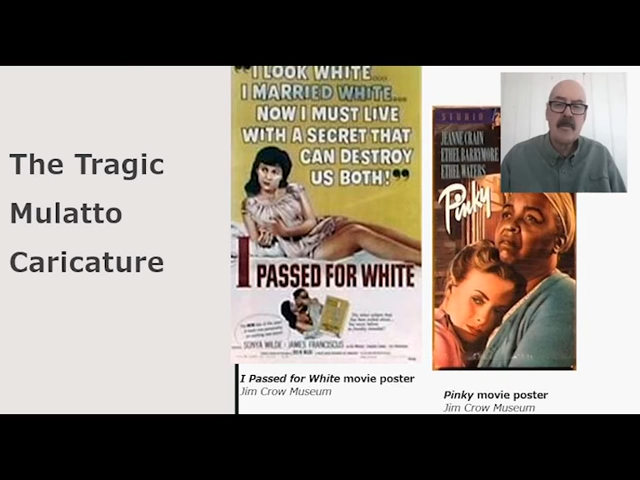 The Tragic
Mulatto
Caricature
“I LOOK WHITE...
I MARRIED WHITE...
NOW I MUST LIVE
WITH A SECRET THAT
CAN DESTROY
US BOTH!”
I PASSED FOR WHITE
SONYA WILDE - JAMES FRANCISCUS
I Passed for White movie poster
Jim Crow Museum
STUDIO
JEANNE CRAIN
ETHEL BARRYMORE
ETHEL WATERS
Pinky
Pinky movie poster
Jim Crow Museum